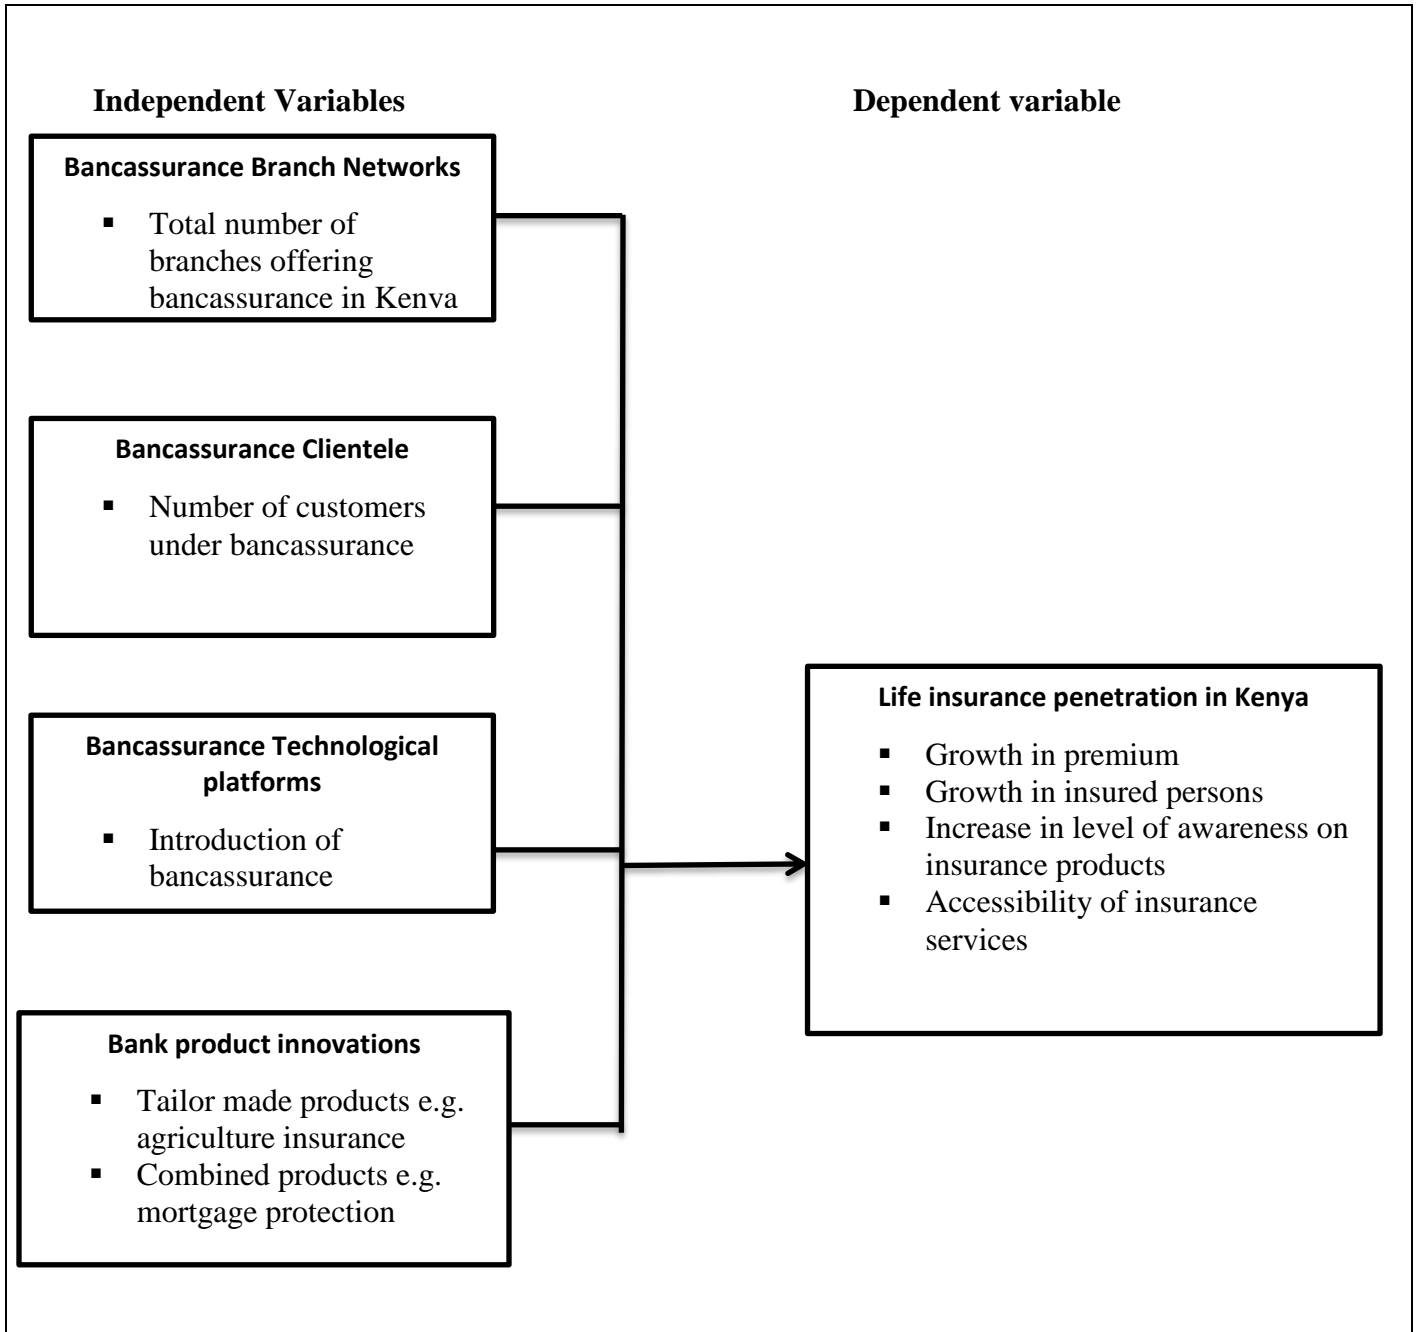 Independent Variables
Dependent variable
Bancassurance Branch Networks
▪ Total number of
branches offering
bancassurance in Kenya
Bancassurance Clientele
▪ Number of customers
under bancassurance
Bancassurance Technological
platforms
▪ Introduction of
bancassurance
Bank product innovations
▪ Tailor made products e.g.
agriculture insurance
▪ Combined products e.g.
mortgage protection
Life insurance penetration in Kenya
▪ Growth in premium
▪ Growth in insured persons
▪ Increase in level of awareness on
insurance products
▪ Accessibility of insurance
services